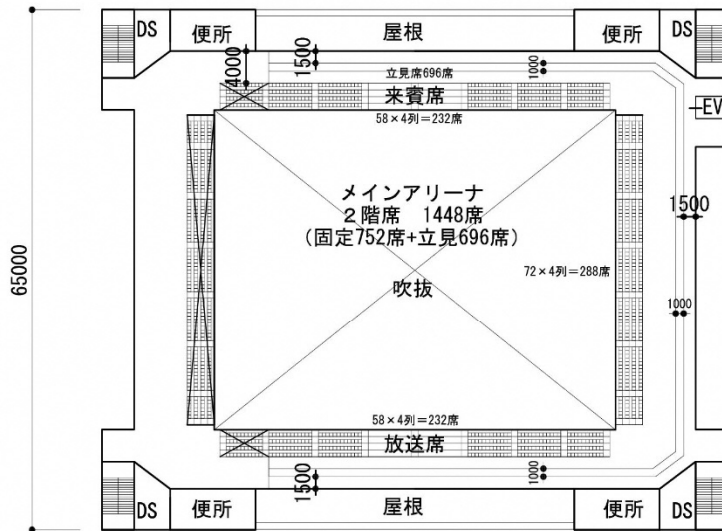 DS
便所
屋根
便所
DS
4000
1500
1000
立見席696席
来賓席
58×4列=232席
EV
メインアリーナ
2階席 1448席
(固定752席+立見696席)
1500
65000
72×4列=288席
吹抜
1000
58×4列=232席
放送席
1500
1000
DS
便所
屋根
便所
DS